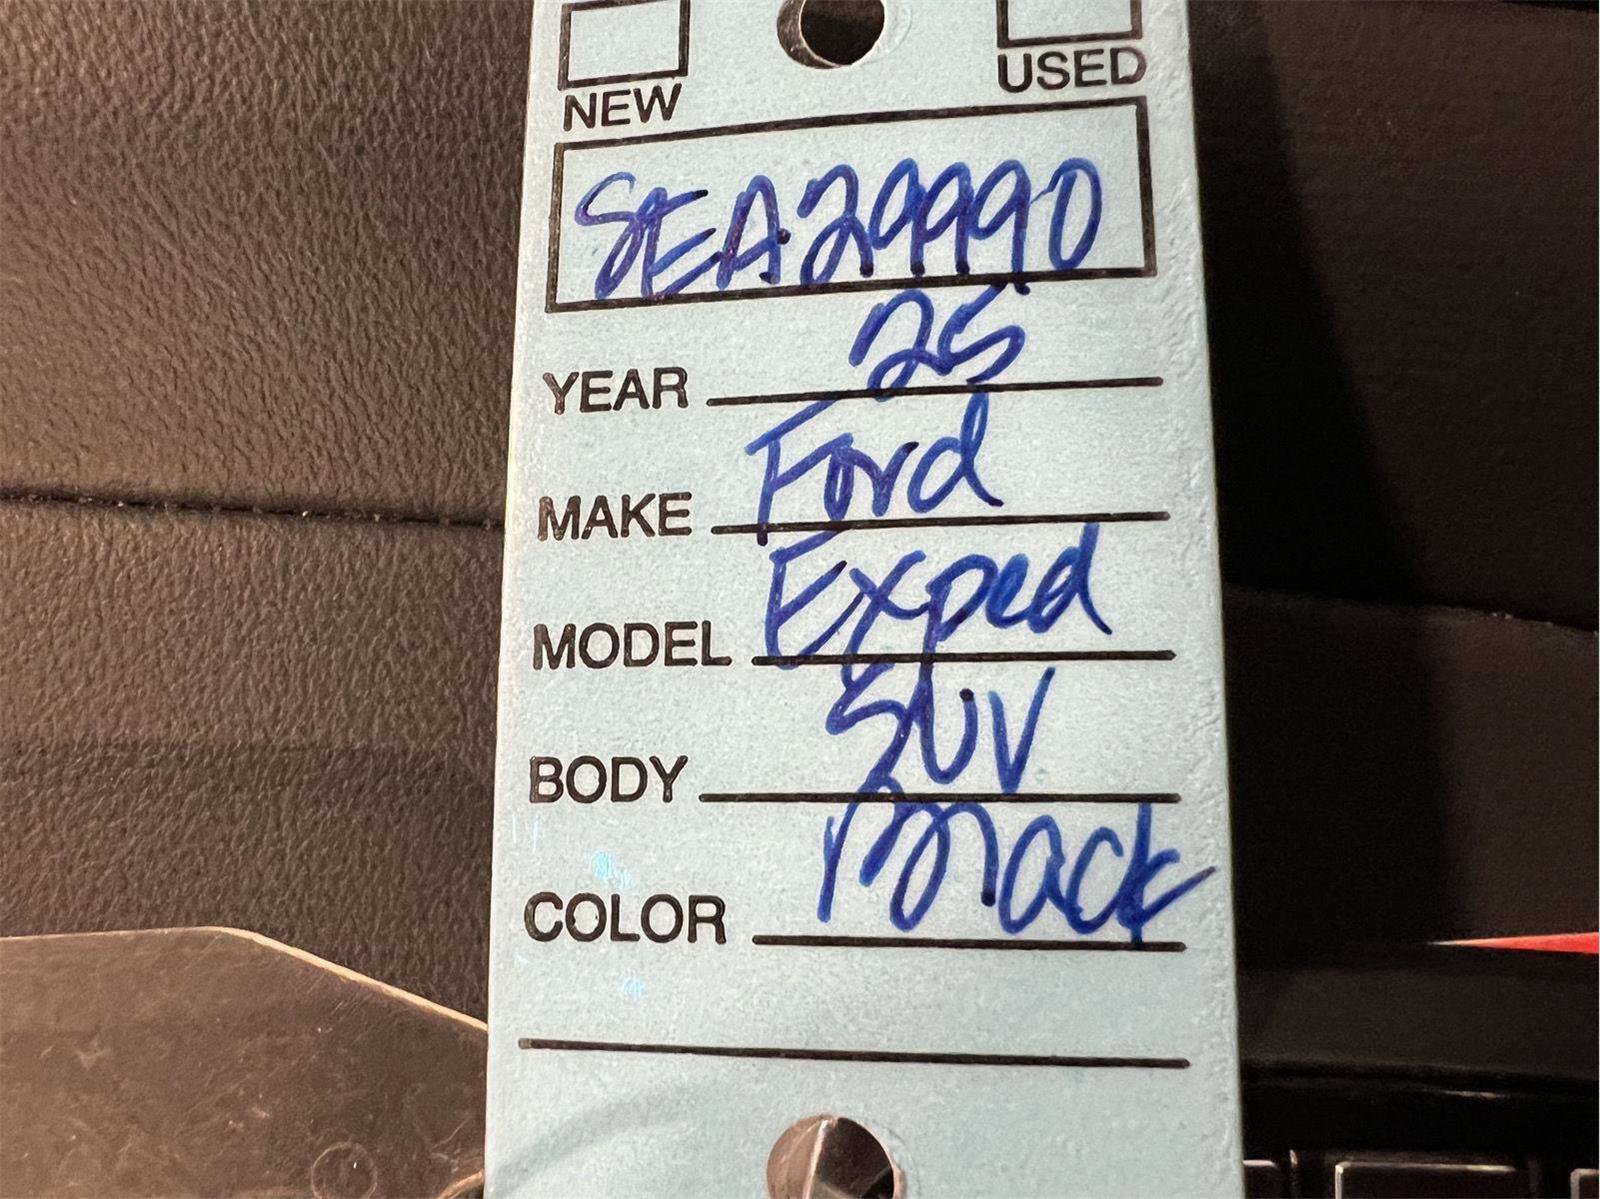 NEW USED
SEA29990
YEAR 25
MAKE Ford
MODEL Exped
BODY SUV
COLOR Black